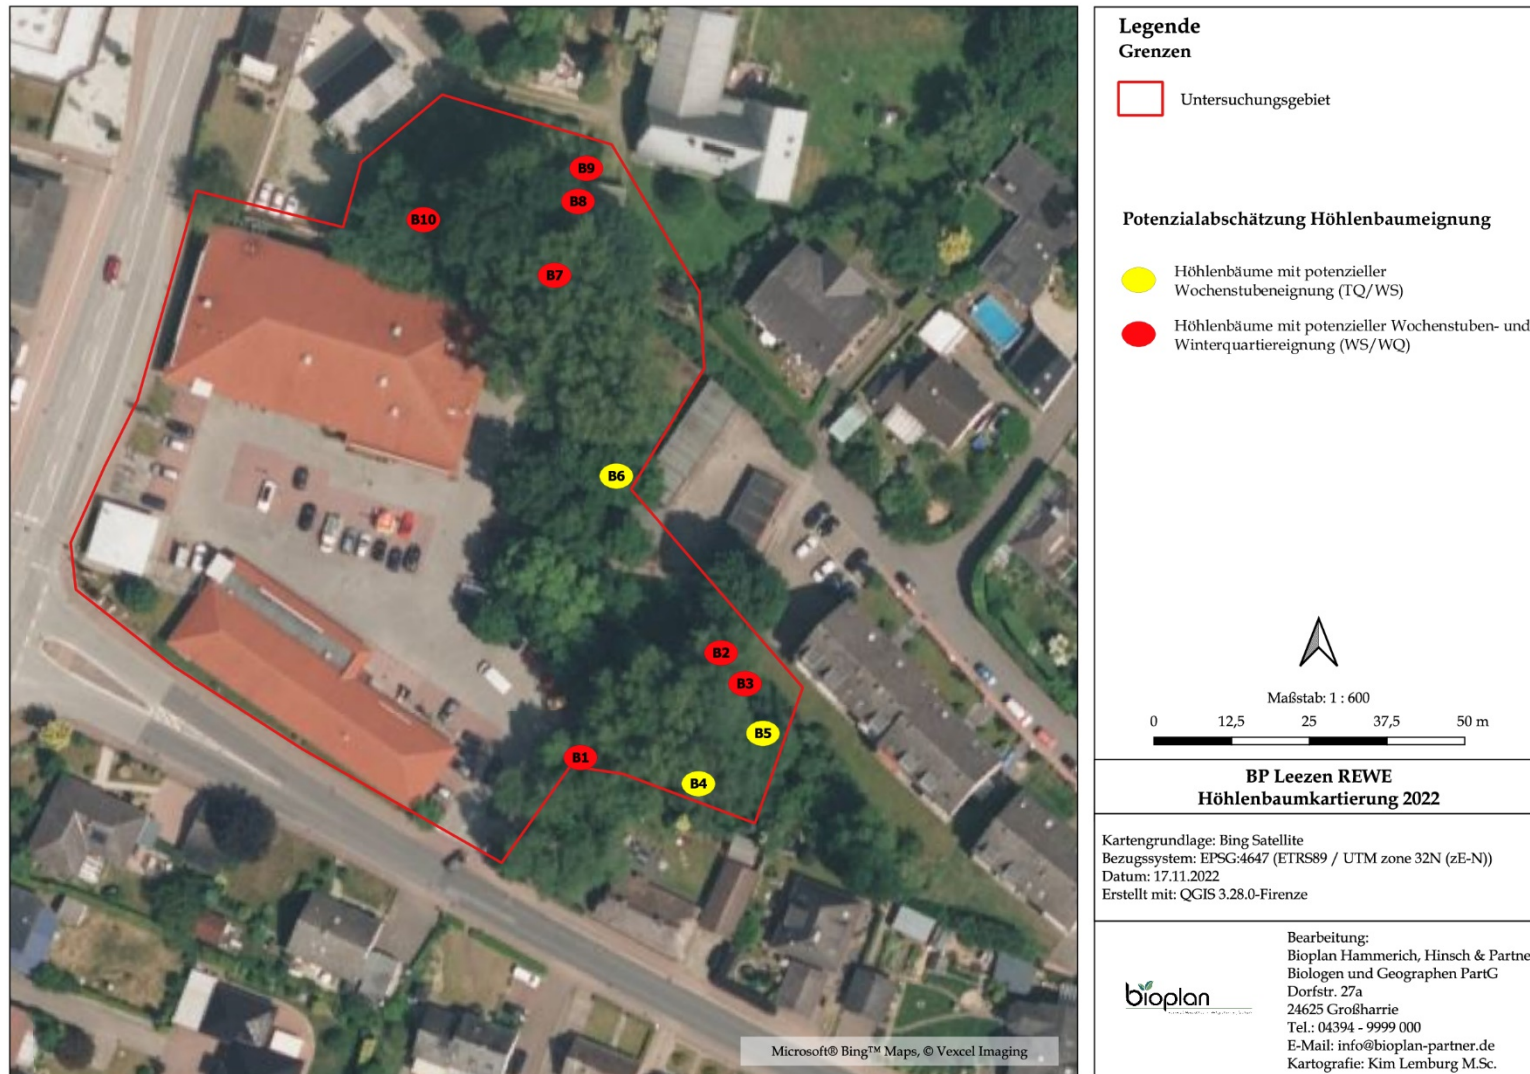 B9
B8
B10
B7
B6
B2
B3
B5
B1
B4
Microsoft® Bing™ Maps, © Vexcel Imaging
Legende
Grenzen
Untersuchungsgebiet
Potenzialabschätzung Höhlenbaumeignung
Höhlenbäume mit potenzieller
Wochenstubeneignung (TQ/WS)
Höhlenbäume mit potenzieller Wochenstuben- und
Winterquartiereignung (WS/WQ)
Maßstab: 1 : 600
0 12,5 25 37,5 50 m
BP Leezen REWE
Höhlenbaumkartierung 2022
Kartengrundlage: Bing Satellite
Bezugssystem: EPSG:4647 (ETRS89 / UTM zone 32N (zE-N))
Datum: 17.11.2022
Erstellt mit: QGIS 3.28.0-Firenze
bioplan
Bearbeitung:
Bioplan Hammerich, Hinsch & Partne
Biologen und Geographen PartG
Dorfstr. 27a
24625 Großharrie
Tel.: 04394 - 9999 000
E-Mail: info@bioplan-partner.de
Kartografie: Kim Lemburg M.Sc.